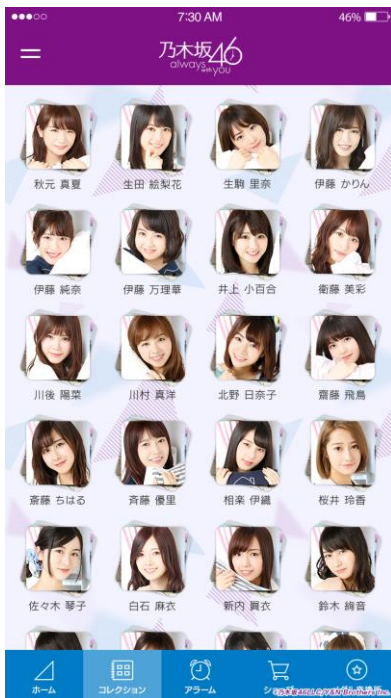 7:30 AM
46%
乃木坂46
always
with you
秋元 真夏
生田 絵梨花
生駒 里奈
伊藤 かりん
伊藤 純奈
伊藤 万理華
井上 小百合
衛藤 美彩
川後 陽菜
川村 真洋
北野 日奈子
齋藤 飛鳥
斎藤 ちはる
斉藤 優里
相楽 伊織
桜井 玲香
佐々木 琴子
白石 麻衣
新内 眞衣
鈴木 絢音
ホーム
コレクション
アラーム